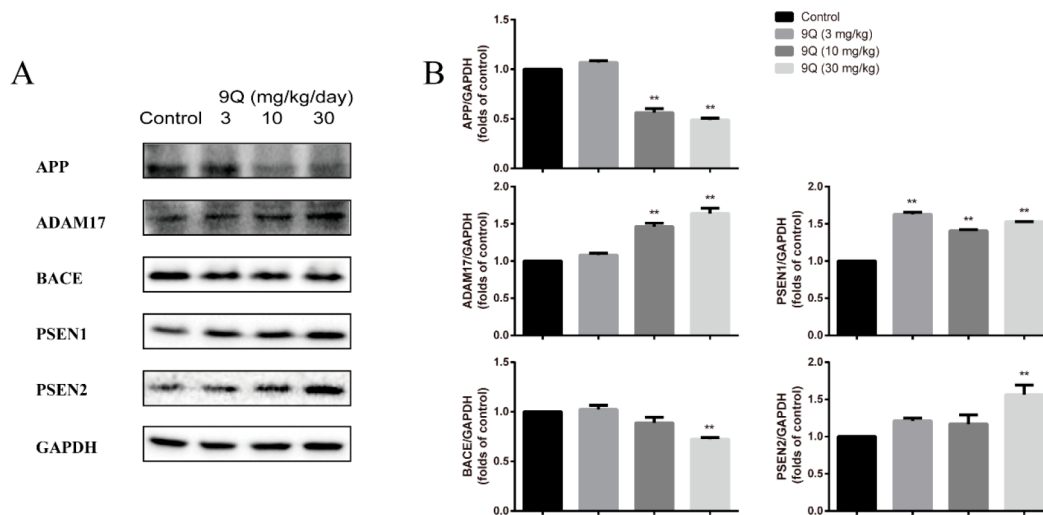 A
9Q (mg/kg/day)
Control 3 10 30
APP
ADAM17
BACE
PSEN1
PSEN2
GAPDH
B
Control
9Q (3 mg/kg)
9Q (10 mg/kg)
9Q (30 mg/kg)
APP/GAPDH
(folds of control)
1.5
1.0
0.5
0.0
**
**
ADAM17/GAPDH
(folds of control)
2.0
1.5
1.0
0.5
0.0
**
**
PSEN1/GAPDH
(folds of control)
2.0
1.5
1.0
0.5
0.0
**
**
**
BACE/GAPDH
(folds of control)
1.5
1.0
0.5
0.0
**
PSEN2/GAPDH
(folds of control)
2.0
1.5
1.0
0.5
0.0
**